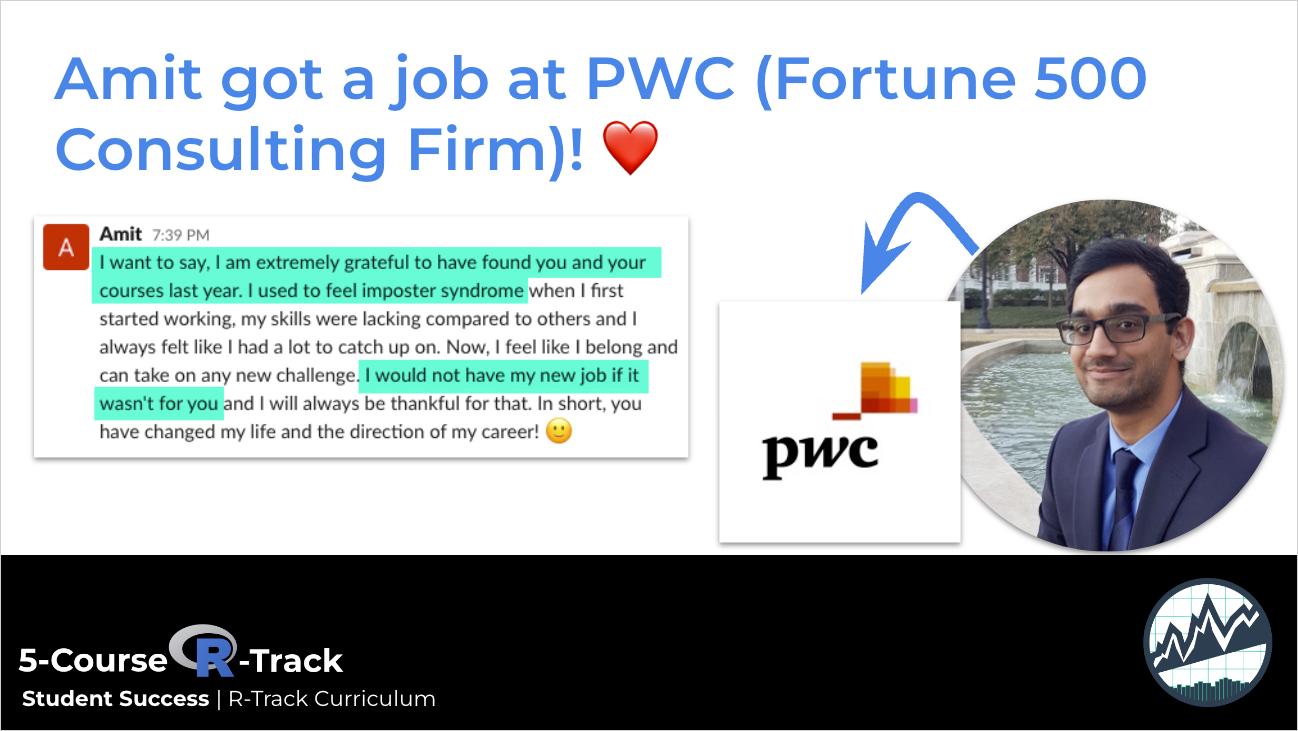 Amit got a job at PWC (Fortune 500
Consulting Firm)! ❤️
A
Amit 7:39 PM
I want to say, I am extremely grateful to have found you and your
courses last year. I used to feel imposter syndrome when I first
started working, my skills were lacking compared to others and I
always felt like I had a lot to catch up on. Now, I feel like I belong and
can take on any new challenge. I would not have my new job if it
wasn't for you and I will always be thankful for that. In short, you
have changed my life and the direction of my career! 🙂
pwc
5-Course R-Track
Student Success | R-Track Curriculum